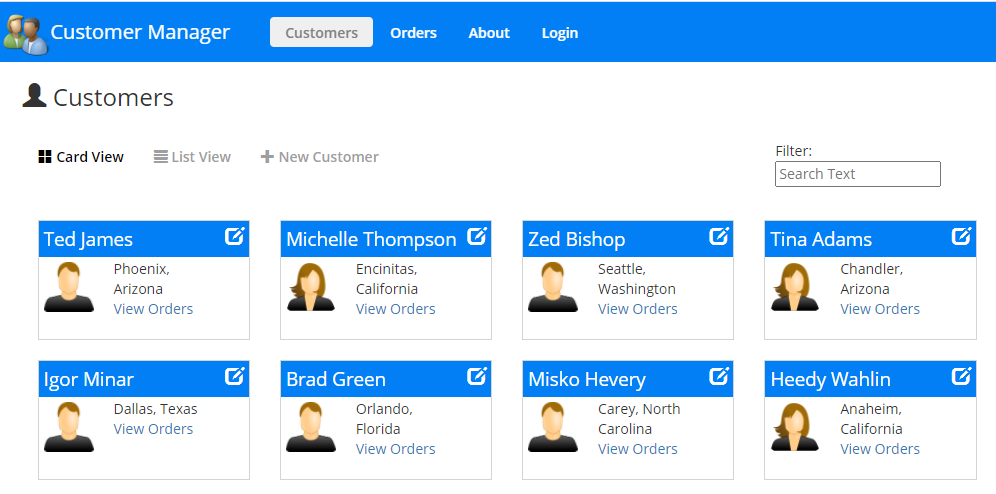 Customer Manager Customers Orders About Login
Customers
Card View List View New Customer
Filter:
Search Text
Ted James
Phoenix,
Arizona
View Orders
Michelle Thompson
Encinitas,
California
View Orders
Zed Bishop
Seattle,
Washington
View Orders
Tina Adams
Chandler,
Arizona
View Orders
Igor Minar
Dallas, Texas
View Orders
Brad Green
Orlando,
Florida
View Orders
Misko Hevery
Carey, North
Carolina
View Orders
Heedy Wahlin
Anaheim,
California
View Orders